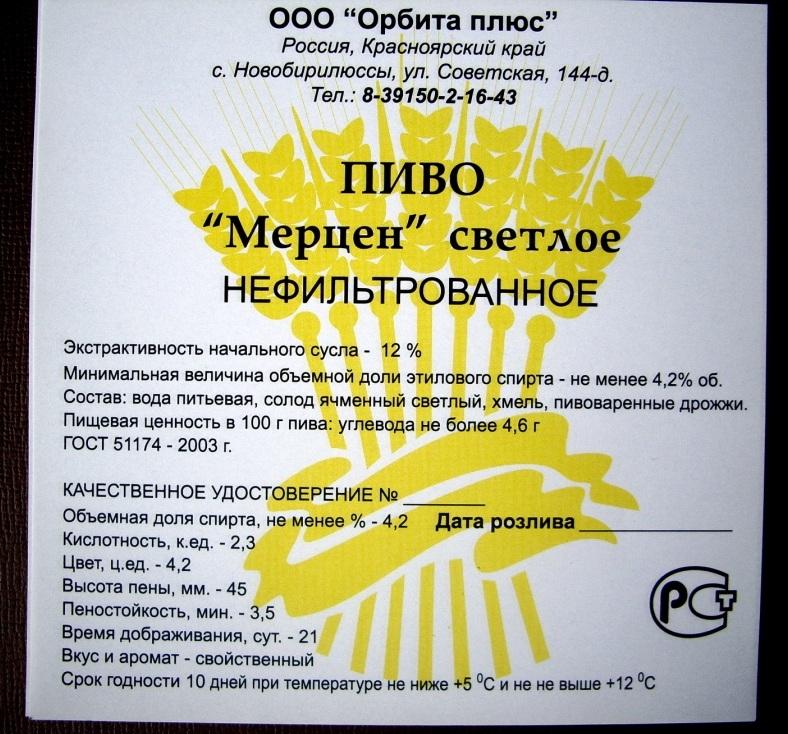 ООО “Орбита плюс”
Россия, Красноярский край
с. Новобирилюссы, ул. Советская, 144-д.
Тел.: 8-39150-2-16-43
ПИВО
“Мерцен” светлое
НЕФИЛЬТРОВАННОЕ
Экстрактивность начального сусла - 12 %
Минимальная величина объемной доли этилового спирта - не менее 4,2% об.
Состав: вода питьевая, солод ячменный светлый, хмель, пивоваренные дрожжи.
Пищевая ценность в 100 г пива: углевода не более 4,6 г
ГОСТ 51174 - 2003 г.
КАЧЕСТВЕННОЕ УДОСТОВЕРЕНИЕ № ________
Объемная доля спирта, не менее % - 4,2 Дата розлива______________
Кислотность, к.ед. - 2,3
Цвет, ц.ед. - 4,2
Высота пены, мм. - 45
Пеностойкость, мин. - 3,5
Время дображивания, сут. - 21
Вкус и аромат - свойственный
Срок годности 10 дней при температуре не ниже +5 ⁰С и не не выше +12 ⁰С
РСТ